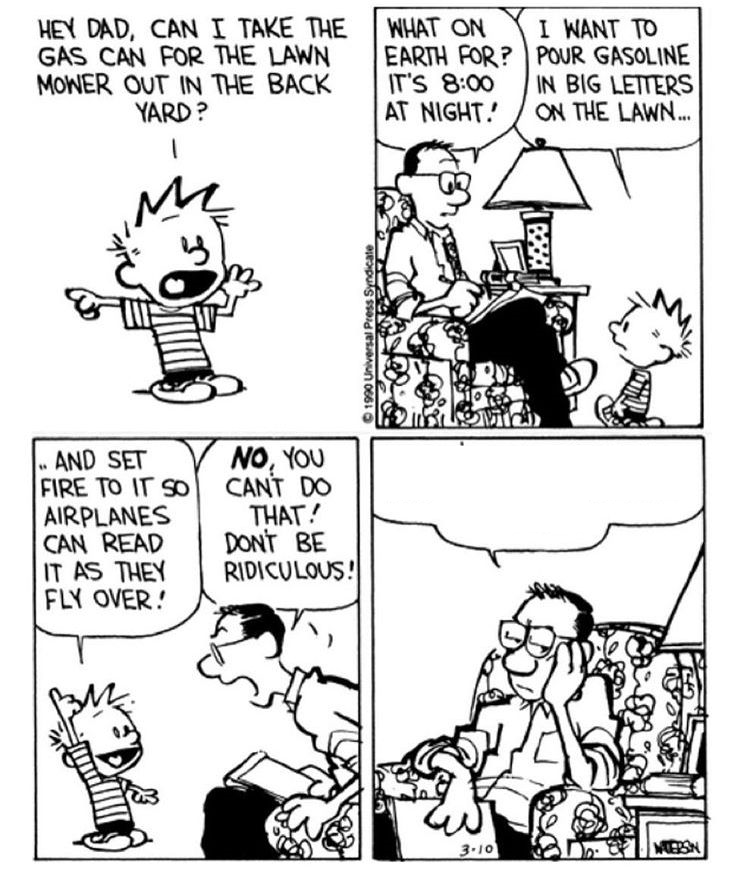 HEY DAD, CAN I TAKE THE
GAS CAN FOR THE LAWN
MOWER OUT IN THE BACK
YARD?
WHAT ON
EARTH FOR?
IT'S 8:00
AT NIGHT!
I WANT TO
POUR GASOLINE
IN BIG LETTERS
ON THE LAWN...
© 1990 Universal Press Syndicate
.. AND SET
FIRE TO IT SO
AIRPLANES
CAN READ
IT AS THEY
FLY OVER!
NO, YOU
CAN'T DO
THAT!
DON'T BE
RIDICULOUS!
3-10
WATTERSON